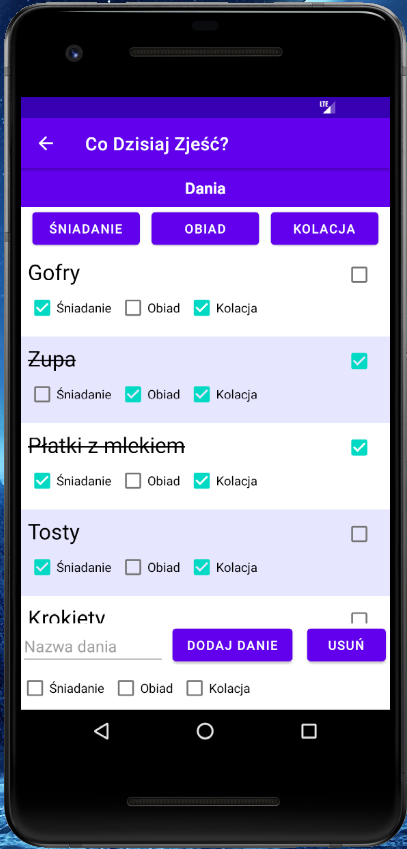 LTE
Co Dzisiaj Zjeść?
Dania
ŚNIADANIE OBIAD KOLACJA
Gofry
Śniadanie Obiad Kolacja
Zupa
Śniadanie Obiad Kolacja
Płatki z mlekiem
Śniadanie Obiad Kolacja
Tosty
Śniadanie Obiad Kolacja
Krokiety
Nazwa dania DODAJ DANIE USUŃ
Śniadanie Obiad Kolacja